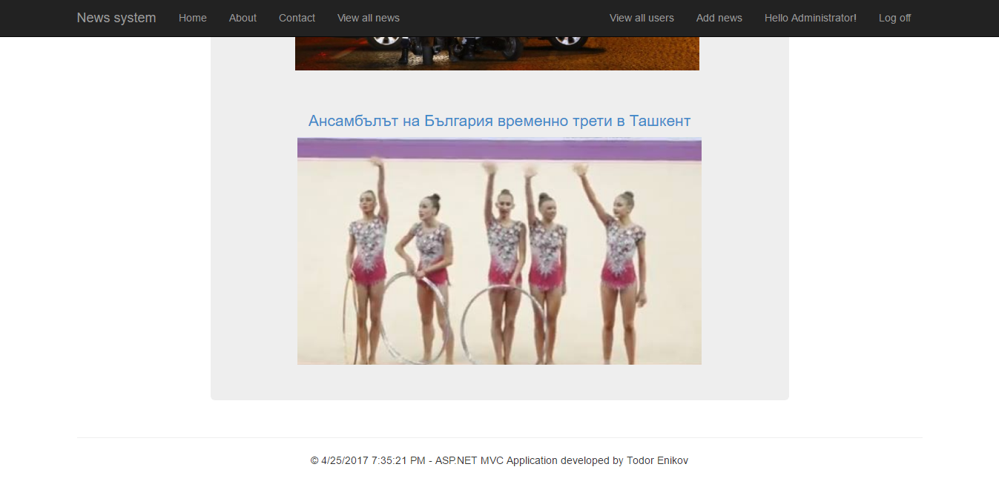 News system Home About Contact View all news View all users Add news Hello Administrator! Log off
Ансамбълът на България временно трети в Ташкент
© 4/25/2017 7:35:21 PM - ASP.NET MVC Application developed by Todor Enikov